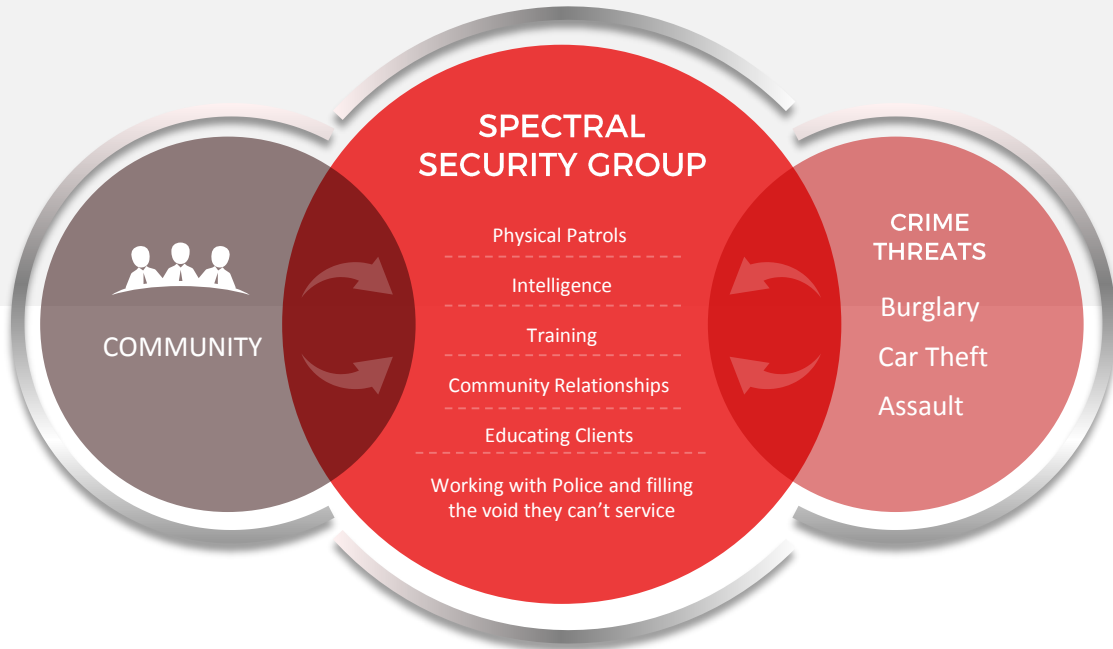 COMMUNITY
SPECTRAL
SECURITY GROUP
Physical Patrols
Intelligence
Training
Community Relationships
Educating Clients
Working with Police and filling
the void they can’t service
CRIME
THREATS
Burglary
Car Theft
Assault